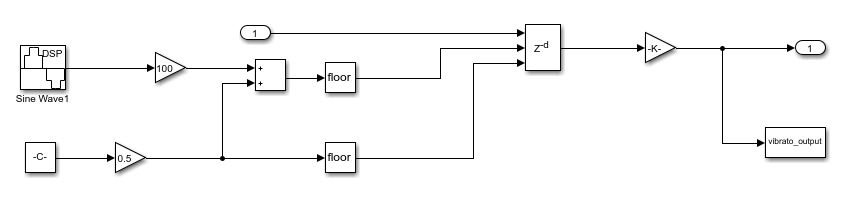 1
DSP
Sine Wave1
100
+
+
floor
Z-d
-K-
1
-C-
0.5
floor
vibrato_output